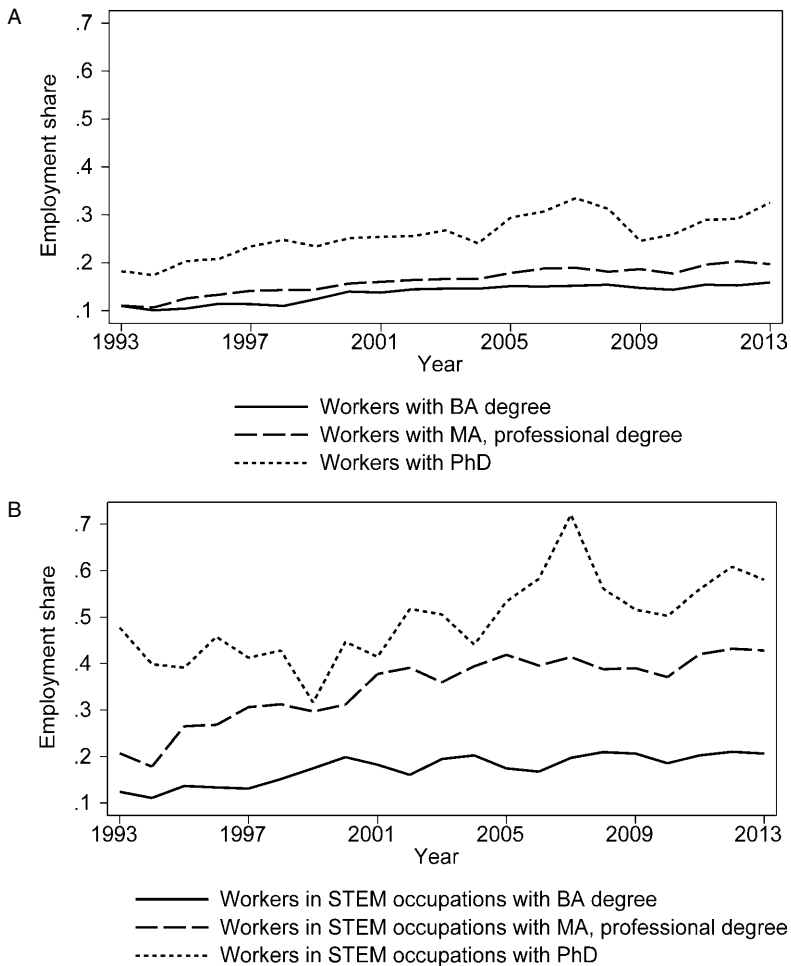 A
.7
.6
.5
.4
.3
.2
.1
Employment share
1993 1997 2001 2005 2009 2013
Year
Workers with BA degree
Workers with MA, professional degree
Workers with PhD
B
.7
.6
.5
.4
.3
.2
.1
Employment share
1993 1997 2001 2005 2009 2013
Year
Workers in STEM occupations with BA degree
Workers in STEM occupations with MA, professional degree
Workers in STEM occupations with PhD